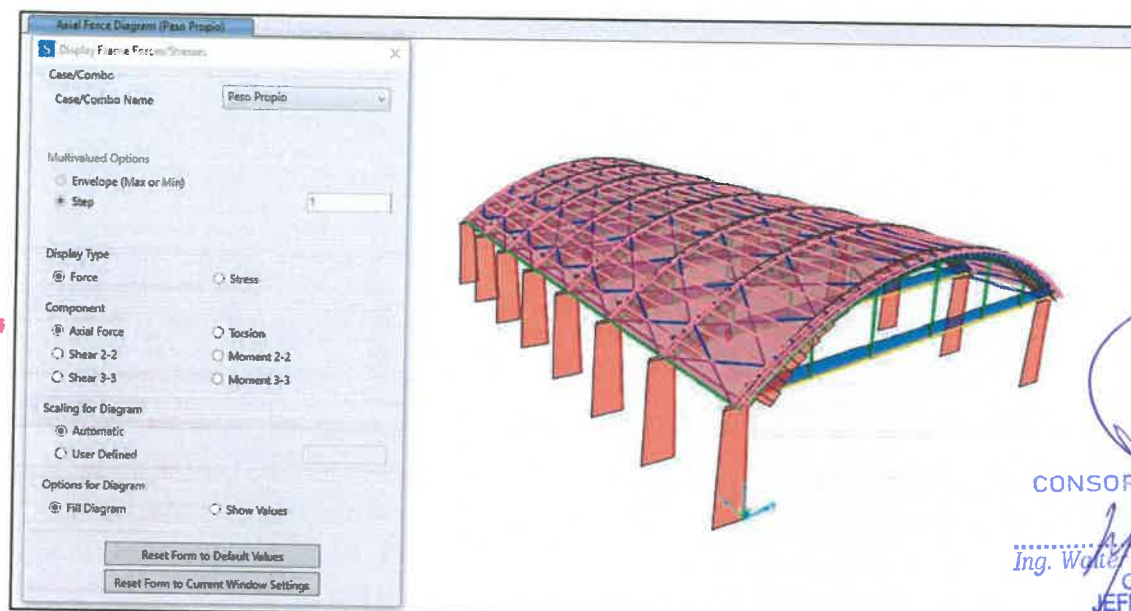 Axial Force Diagram (Peso Propio)
S Display Frame Forces/Stresses
Case/Combo
Case/Combo Name Peso Propio
Multivalued Options
Envelope (Max or Min)
Step 1
Display Type
Force Stress
Component
Axial Force Torsion
Shear 2-2 Moment 2-2
Shear 3-3 Moment 3-3
Scaling for Diagram
Automatic
User Defined
Options for Diagram
Fill Diagram Show Values
Reset Form to Default Values
Reset Form to Current Window Settings
CONSOR
Ing. Walte
JEF